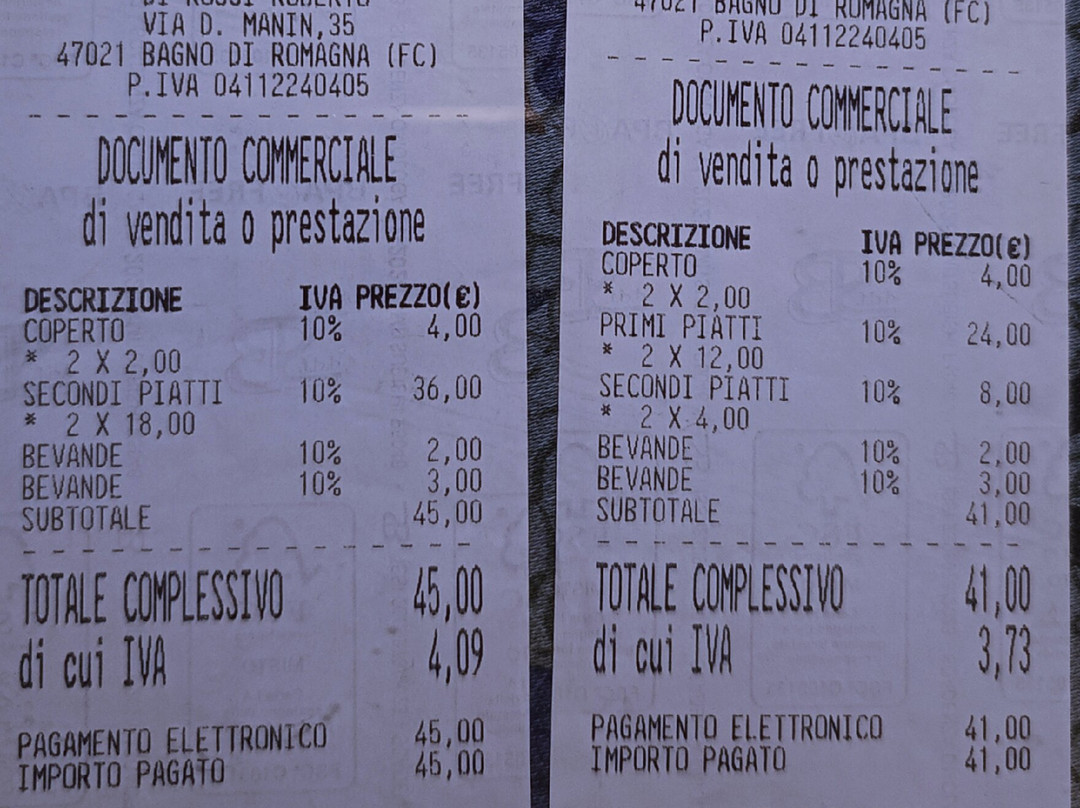 DI ROSSI ROBERTO
VIA D. MANIN,35
47021 BAGNO DI ROMAGNA (FC)
P.IVA 04112240405
DOCUMENTO COMMERCIALE
di vendita o prestazione
DESCRIZIONE IVA PREZZO(€)
COPERTO 10% 4,00
* 2 X 2,00
SECONDI PIATTI 10% 36,00
* 2 X 18,00
BEVANDE 10% 2,00
BEVANDE 10% 3,00
SUBTOTALE 45,00
TOTALE COMPLESSIVO 45,00
di cui IVA 4,09
PAGAMENTO ELETTRONICO 45,00
IMPORTO PAGATO 45,00
47021 BAGNO DI ROMAGNA (FC)
P.IVA 04112240405
DOCUMENTO COMMERCIALE
di vendita o prestazione
DESCRIZIONE IVA PREZZO(€)
COPERTO 10% 4,00
* 2 X 2,00
PRIMI PIATTI 10% 24,00
* 2 X 12,00
SECONDI PIATTI 10% 8,00
* 2 X 4,00
BEVANDE 10% 2,00
BEVANDE 10% 3,00
SUBTOTALE 41,00
TOTALE COMPLESSIVO 41,00
di cui IVA 3,73
PAGAMENTO ELETTRONICO 41,00
IMPORTO PAGATO 41,00